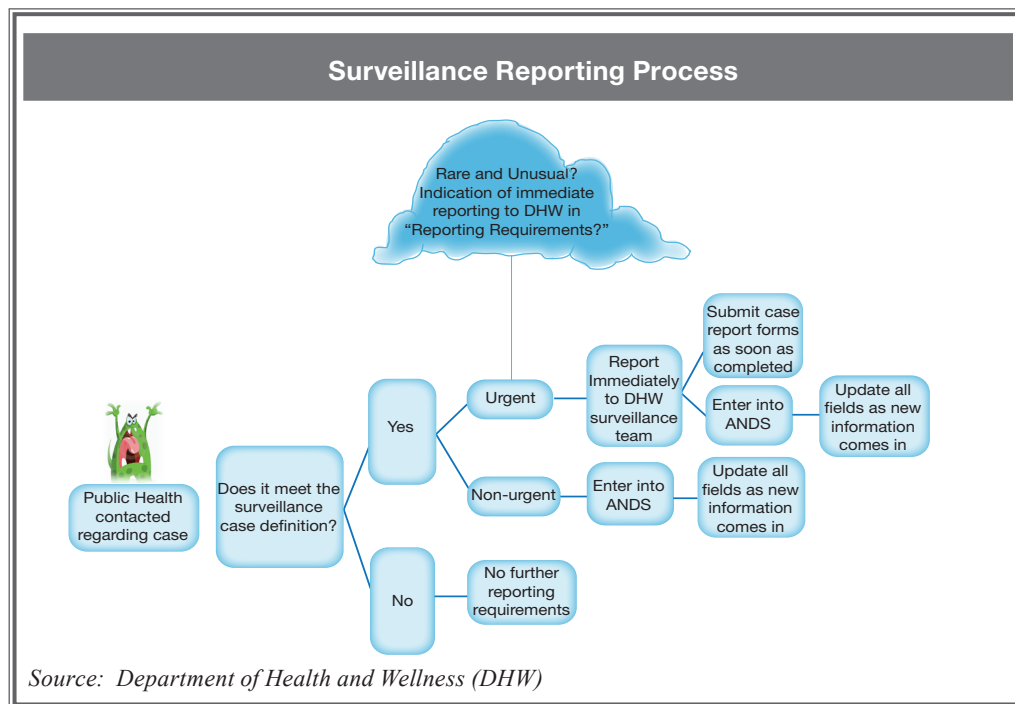 Surveillance Reporting Process
Rare and Unusual?
Indication of immediate
reporting to DHW in
“Reporting Requirements?”
Public Health
contacted
regarding case
Does it meet the
surveillance
case definition?
Yes
Urgent
Report
Immediately
to DHW
surveillance
team
Submit case
report forms
as soon as
completed
Enter into
ANDS
Update all
fields as new
information
comes in
Non-urgent
Enter into
ANDS
Update all
fields as new
information
comes in
No
No further
reporting
requirements
Source: Department of Health and Wellness (DHW)